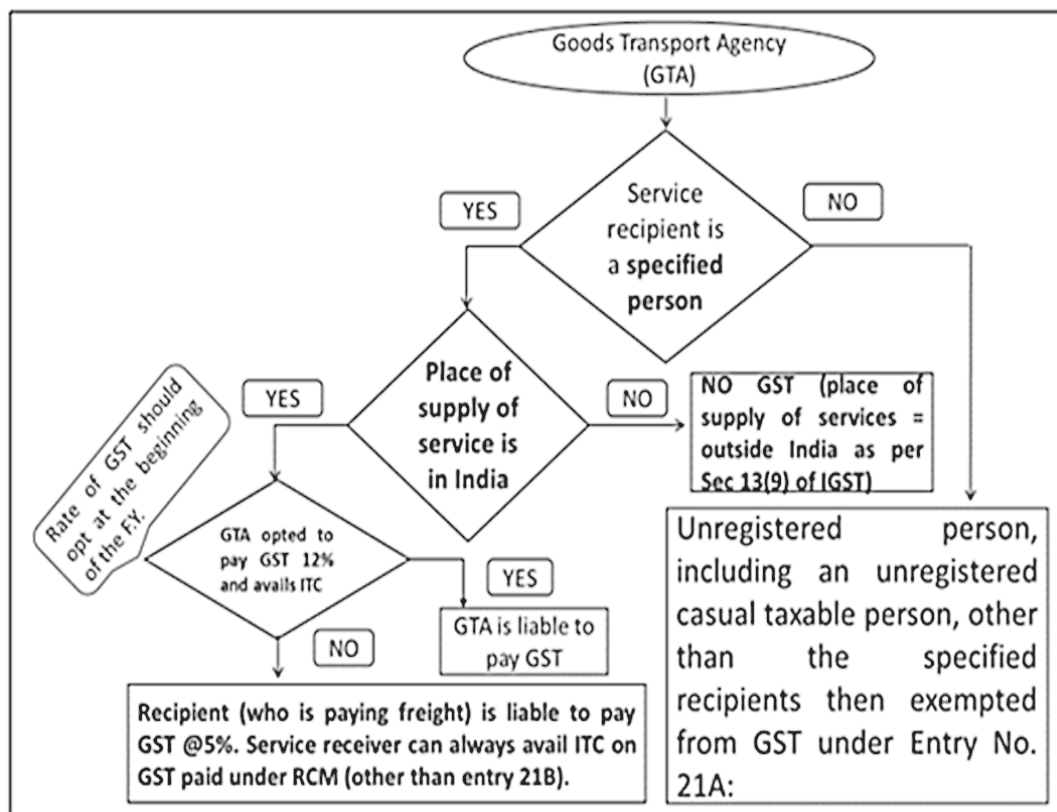 Goods Transport Agency
(GTA)
Service
recipient is
a specified
person
YES
NO
Place of
supply of
service is
in India
YES
NO
NO GST (place of
supply of services =
outside India as per
Sec 13(9) of IGST)
Rate of GST should
opt at the beginning
of the F.Y.
GTA opted to
pay GST 12%
and avails ITC
YES
GTA is liable to
pay GST
NO
Recipient (who is paying freight) is liable to pay
GST @5%. Service receiver can always avail ITC on
GST paid under RCM (other than entry 21B).
Unregistered person,
including an unregistered
casual taxable person, other
than the specified
recipients then exempted
from GST under Entry No.
21A: